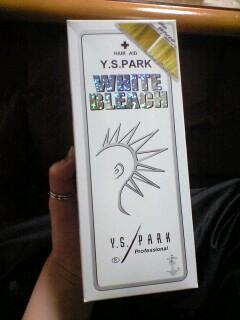 HAIR AID
Y.S.PARK
WHITE
BLEACH
Y.S./PARK
Professional